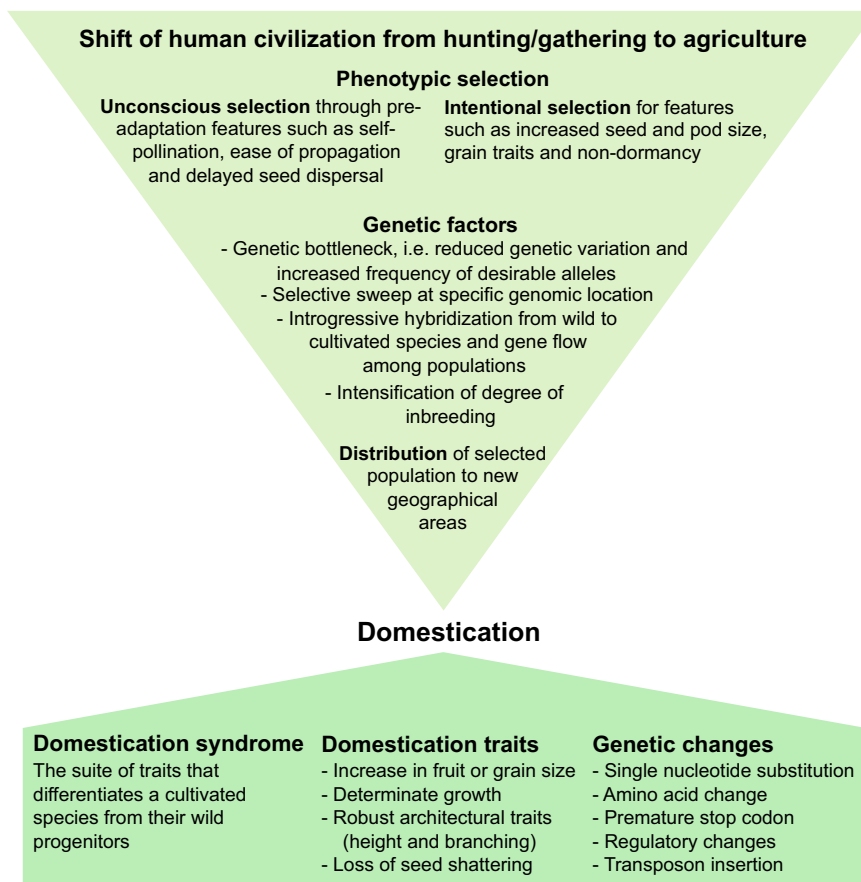 Shift of human civilization from hunting/gathering to agriculture
Phenotypic selection
Unconscious selection through pre-
adaptation features such as self-
pollination, ease of propagation
and delayed seed dispersal
Intentional selection for features
such as increased seed and pod size,
grain traits and non-dormancy
Genetic factors
- Genetic bottleneck, i.e. reduced genetic variation and
increased frequency of desirable alleles
- Selective sweep at specific genomic location
- Introgressive hybridization from wild to
cultivated species and gene flow
among populations
- Intensification of degree of
inbreeding
Distribution of selected
population to new
geographical
areas
Domestication
Domestication syndrome
The suite of traits that
differentiates a cultivated
species from their wild
progenitors
Domestication traits
- Increase in fruit or grain size
- Determinate growth
- Robust architectural traits
(height and branching)
- Loss of seed shattering
Genetic changes
- Single nucleotide substitution
- Amino acid change
- Premature stop codon
- Regulatory changes
- Transposon insertion